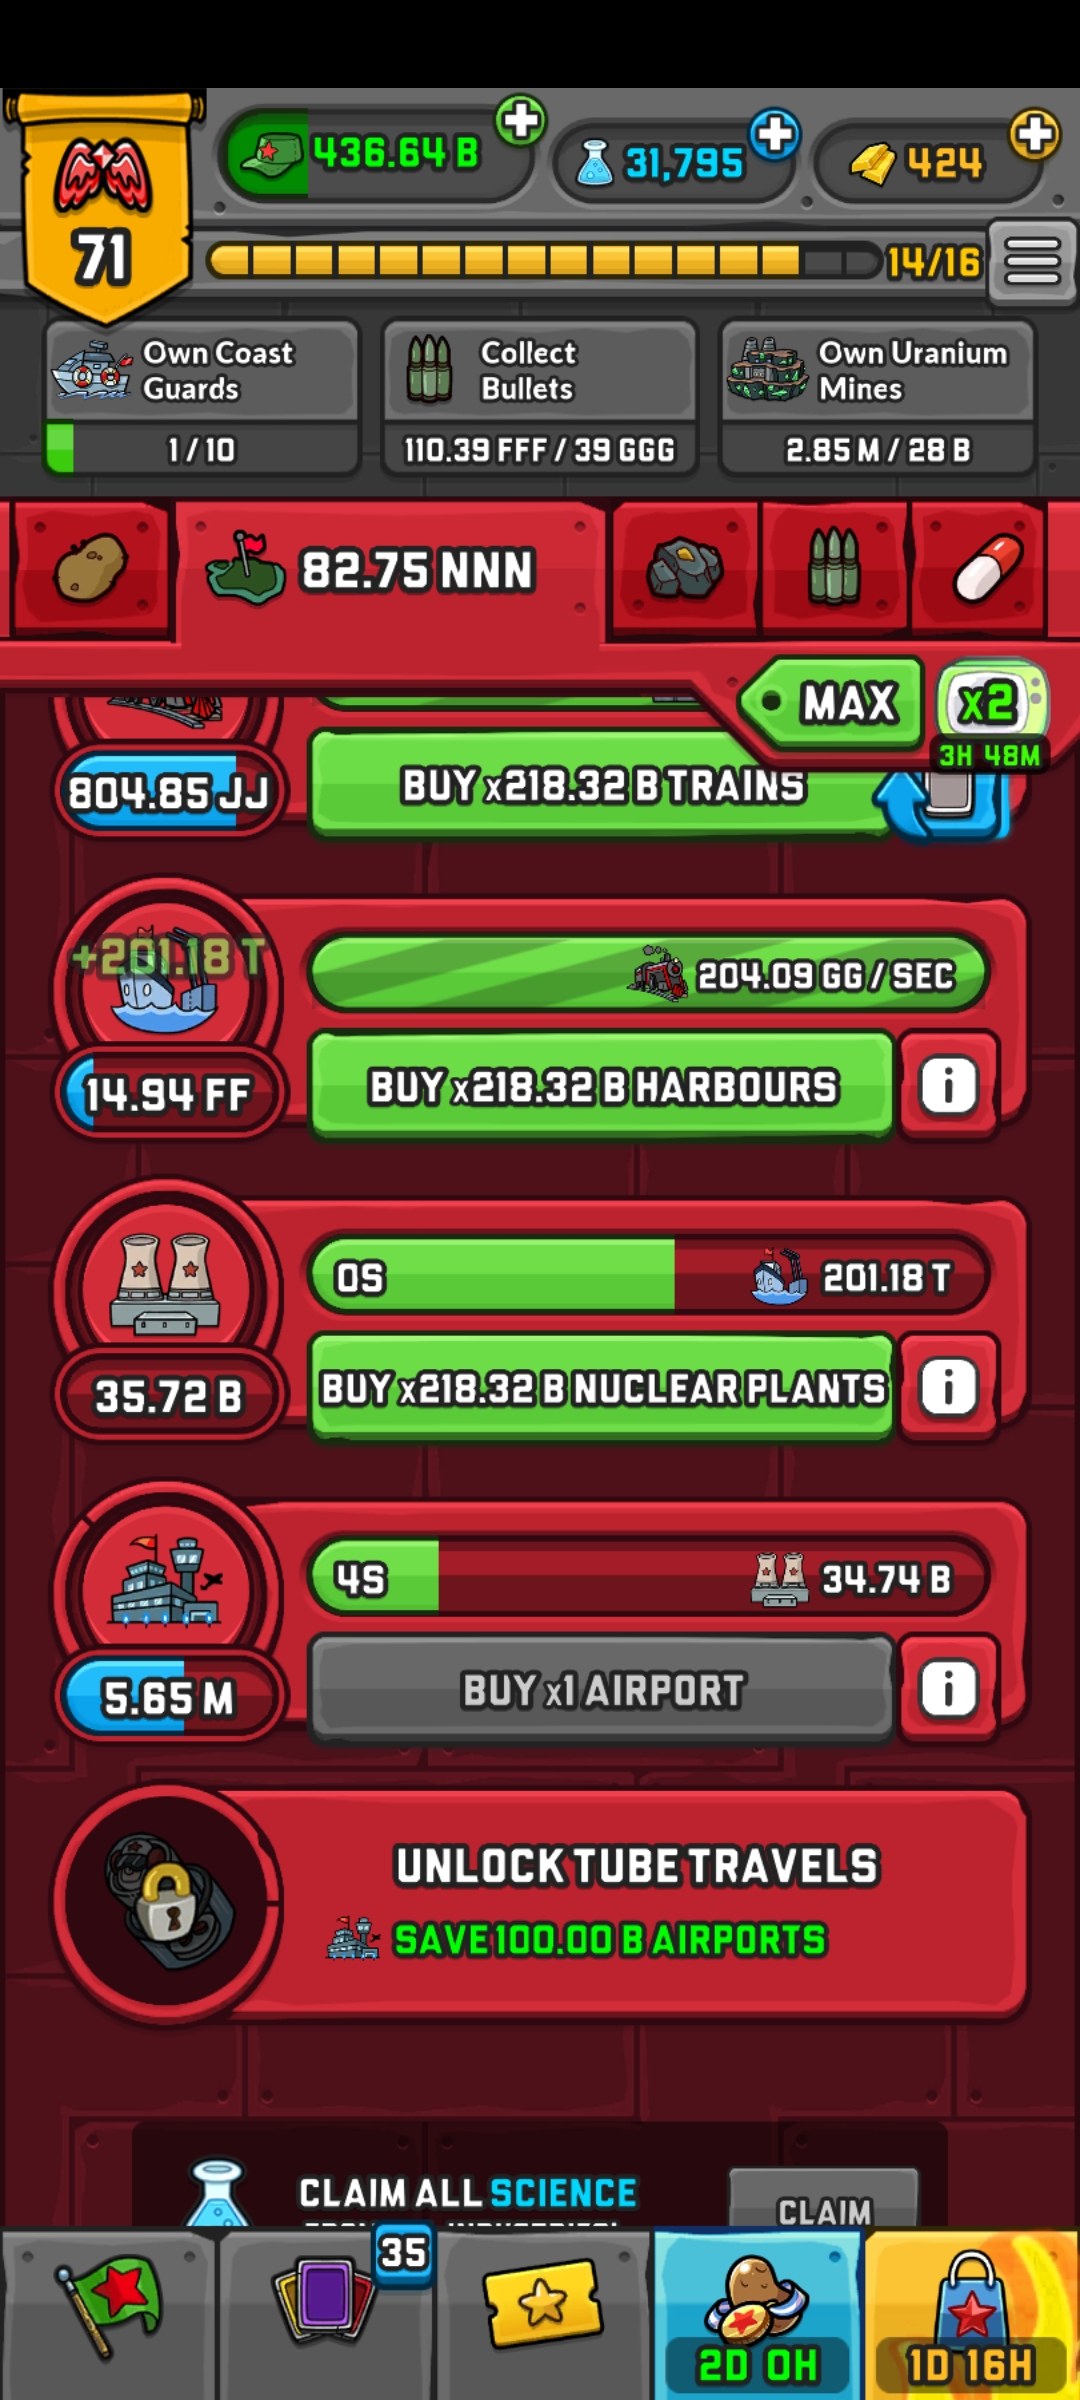 71
436.64 B
31,795
424
14/16
Own Coast
Guards
1 / 10
Collect
Bullets
110.39 FFF / 39 GGG
Own Uranium
Mines
2.85 M / 28 B
82.75 NNN
MAX
x2
3H 48M
804.85 JJ
BUY x218.32 B TRAINS
+201.18 T
204.09 GG / SEC
14.94 FF
BUY x218.32 B HARBOURS
i
0S
201.18 T
35.72 B
BUY x218.32 B NUCLEAR PLANTS
i
4S
34.74 B
5.65 M
BUY x1 AIRPORT
i
UNLOCK TUBE TRAVELS
SAVE 100.00 B AIRPORTS
CLAIM ALL SCIENCE
CLAIM
35
2D 0H
1D 16H